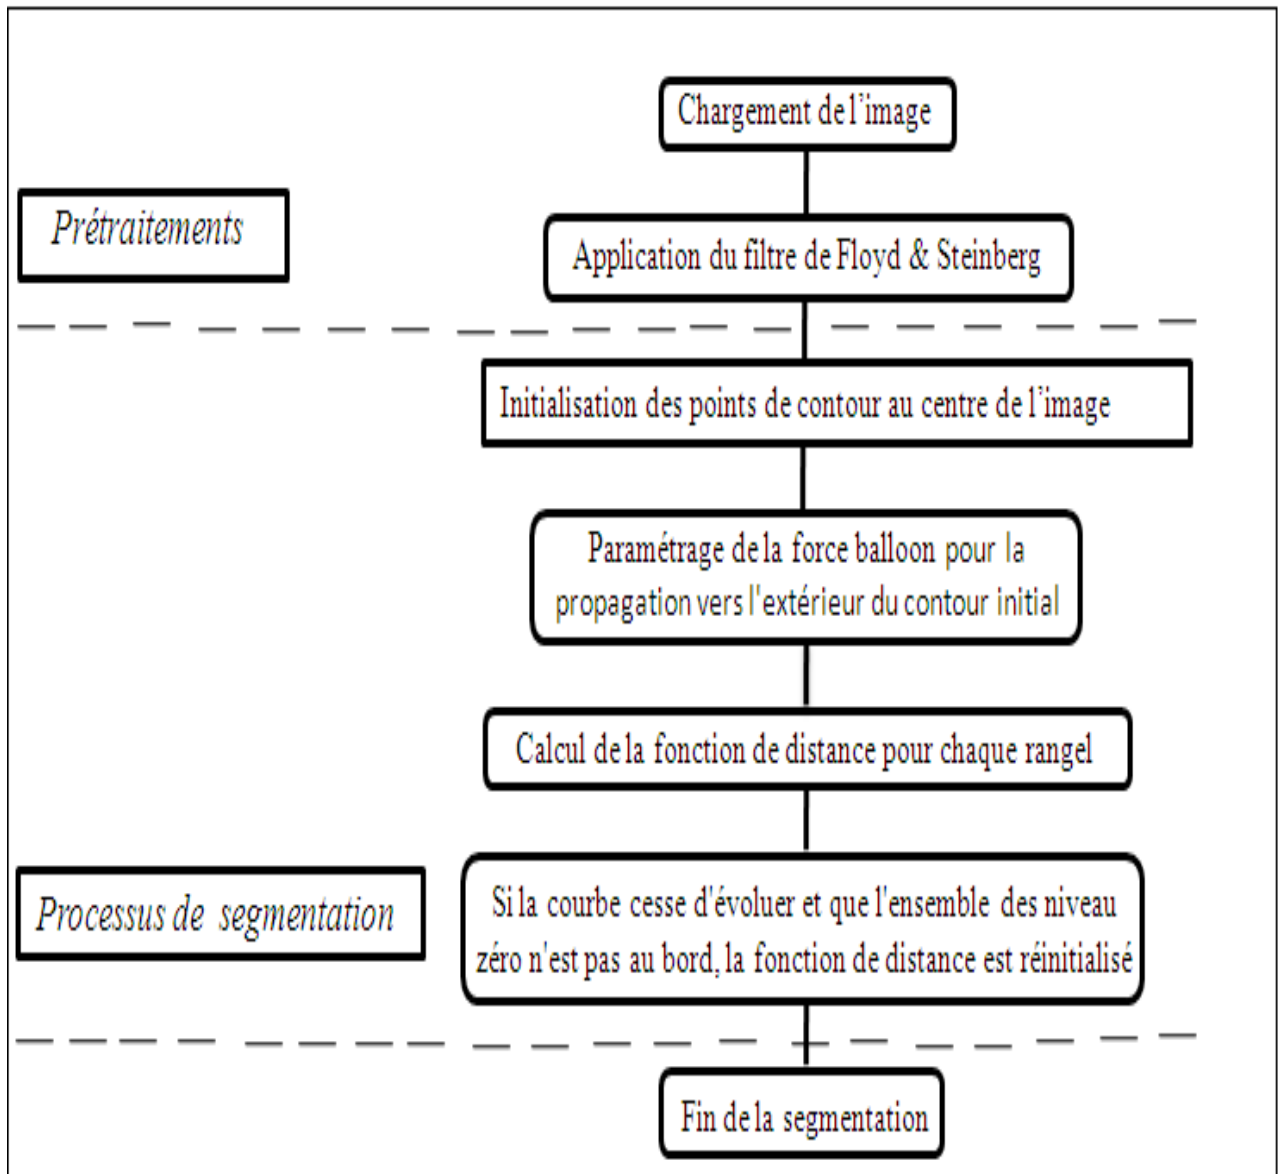 Chargement de l'image
Prétraitements
Application du filtre de Floyd & Steinberg
Initialisation des points de contour au centre de l'image
Paramétrage de la force balloon pour la
propagation vers l'extérieur du contour initial
Calcul de la fonction de distance pour chaque rangel
Processus de segmentation
Si la courbe cesse d'évoluer et que l'ensemble des niveau
zéro n'est pas au bord, la fonction de distance est réinitialisé
Fin de la segmentation